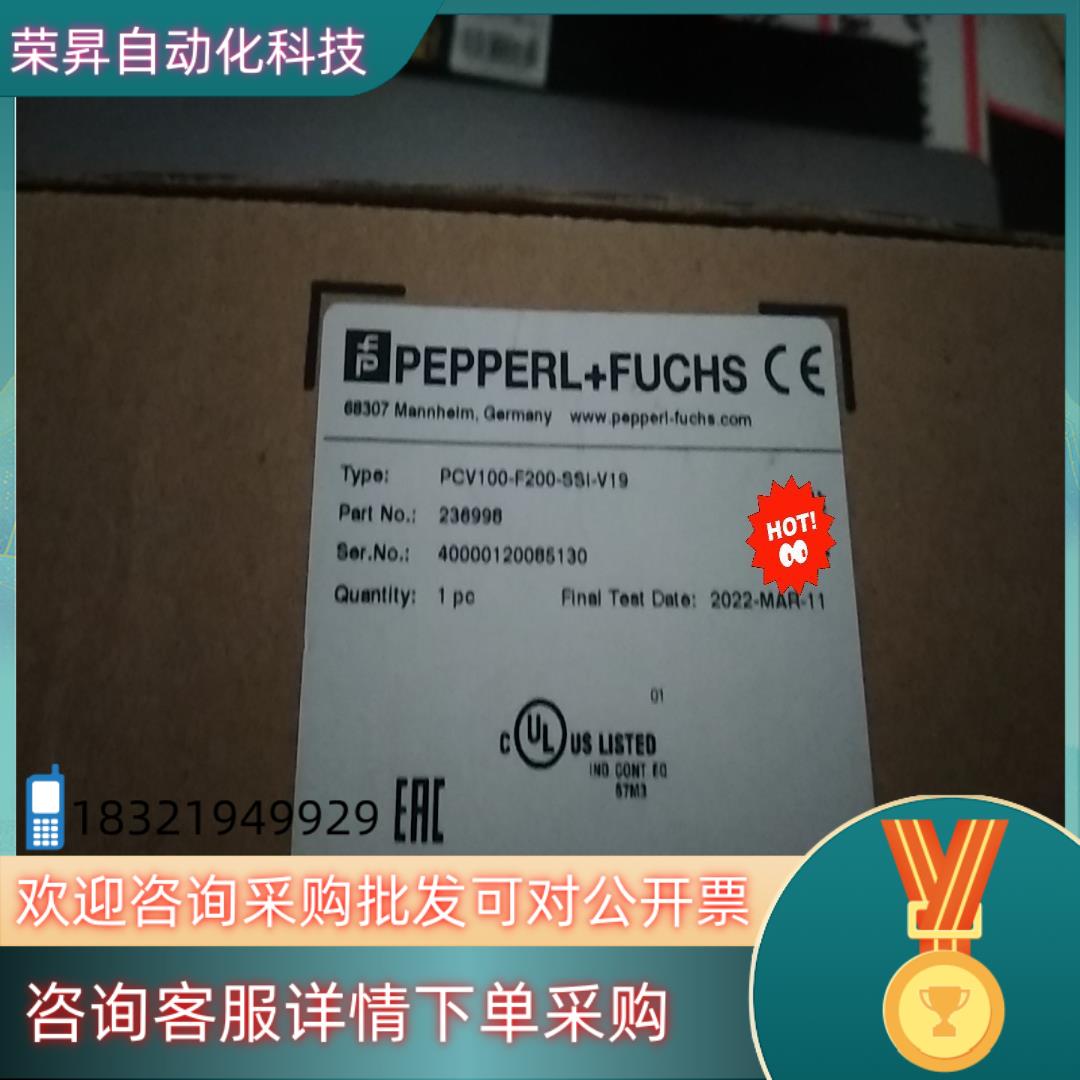 荣昇自动化科技
PEPPERL+FUCHS CE
68307 Mannheim, Germany www.pepperl-fuchs.com
Type: PCV100-F200-SSI-V19
Part No.: 236998
HOT!
Ser.No.: 40000120085130
Quantity: 1 pc Final Test Date: 2022-MAR-11
01
C UL US LISTED
IND CONT EQ
67M3
18321949929 EAC
欢迎咨询采购批发可对公开票
咨询客服详情下单采购